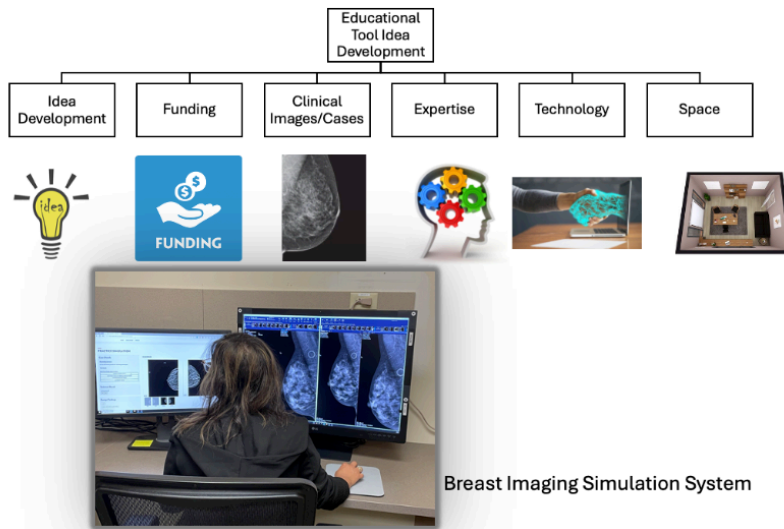 Educational
Tool Idea
Development
Idea
Development
Funding
Clinical
Images/Cases
Expertise
Technology
Space
idea
$
$
FUNDING
Breast Imaging Simulation System